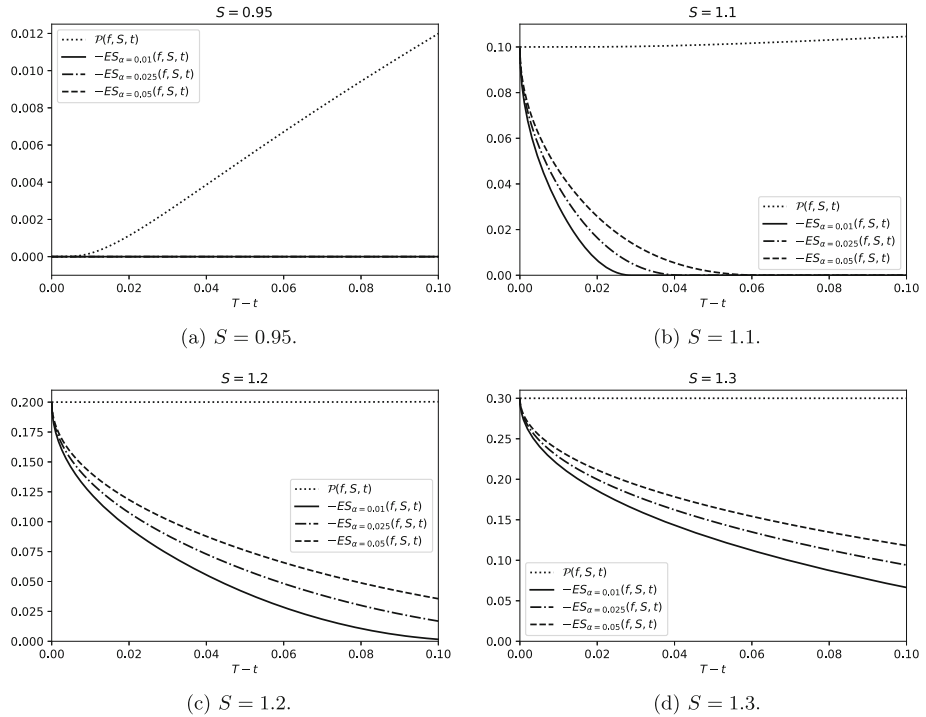 S = 0.95
0.012
0.010
0.008
0.006
0.004
0.002
0.000
𝒫(f, S, t)
−ES_{α=0.01}(f, S, t)
−ES_{α=0.025}(f, S, t)
−ES_{α=0.05}(f, S, t)
0.00 0.02 0.04 0.06 0.08 0.10
T − t
(a) S = 0.95.
S = 1.1
0.10
0.08
0.06
0.04
0.02
0.00
𝒫(f, S, t)
−ES_{α=0.01}(f, S, t)
−ES_{α=0.025}(f, S, t)
−ES_{α=0.05}(f, S, t)
0.00 0.02 0.04 0.06 0.08 0.10
T − t
(b) S = 1.1.
S = 1.2
0.200
0.175
0.150
0.125
0.100
0.075
0.050
0.025
0.000
𝒫(f, S, t)
−ES_{α=0.01}(f, S, t)
−ES_{α=0.025}(f, S, t)
−ES_{α=0.05}(f, S, t)
0.00 0.02 0.04 0.06 0.08 0.10
T − t
(c) S = 1.2.
S = 1.3
0.30
0.25
0.20
0.15
0.10
0.05
0.00
𝒫(f, S, t)
−ES_{α=0.01}(f, S, t)
−ES_{α=0.025}(f, S, t)
−ES_{α=0.05}(f, S, t)
0.00 0.02 0.04 0.06 0.08 0.10
T − t
(d) S = 1.3.